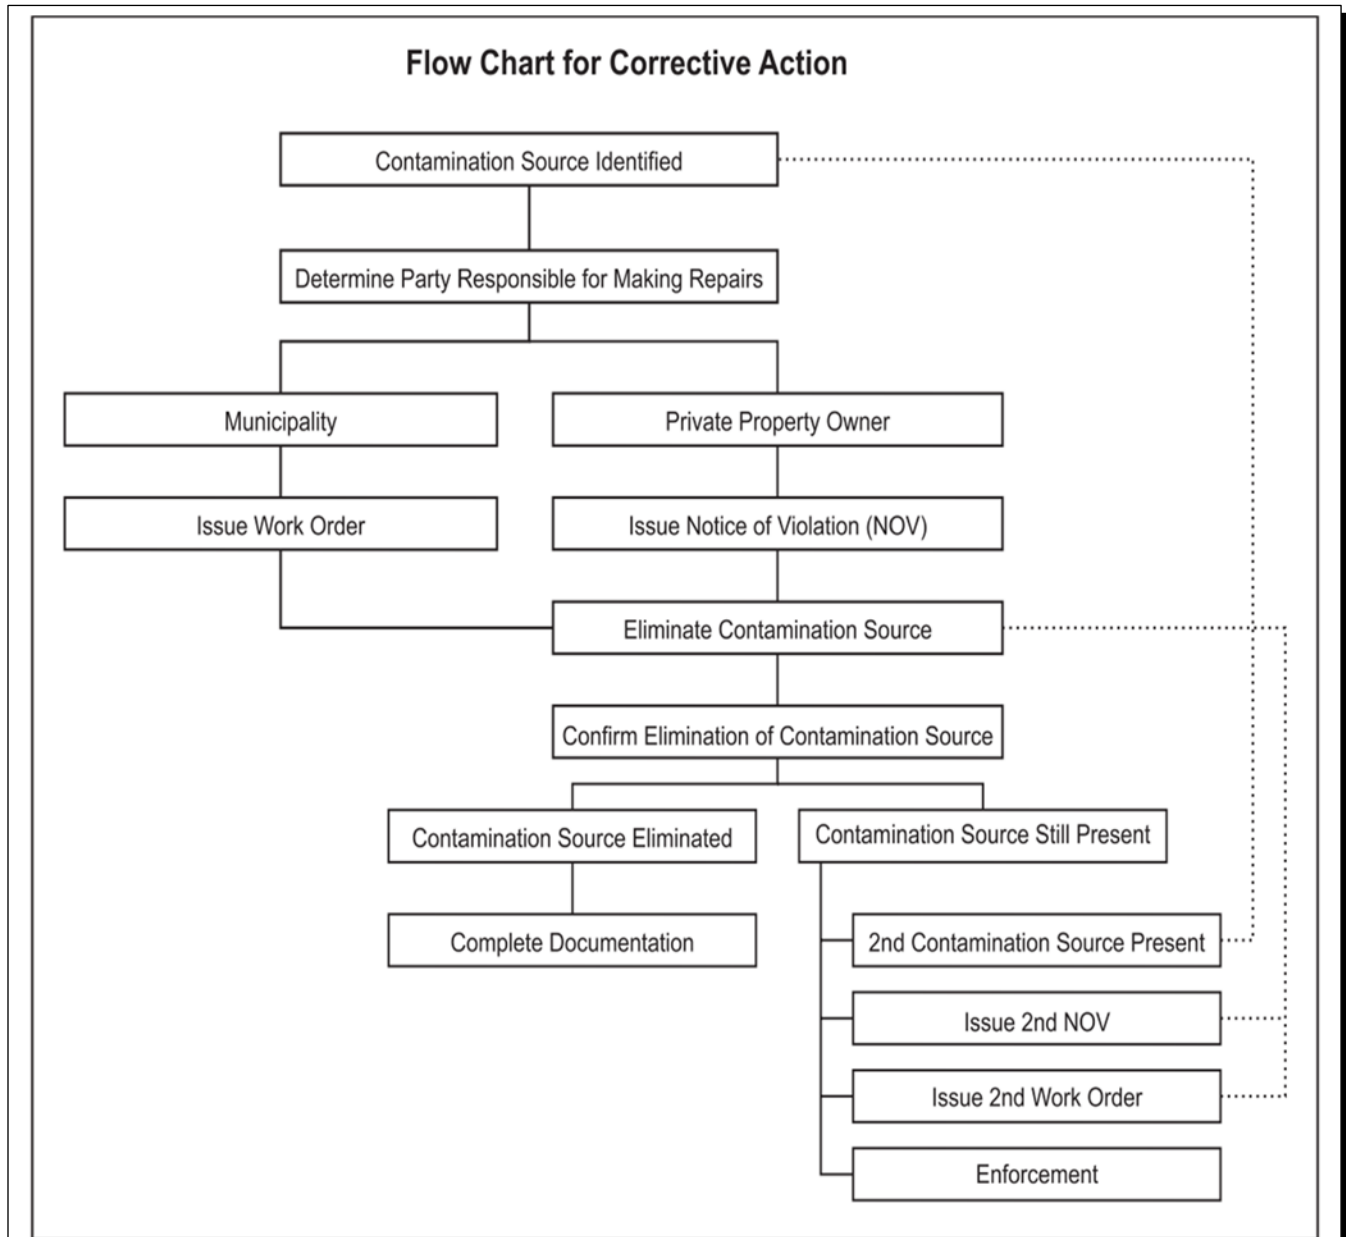 Flow Chart for Corrective Action
Contamination Source Identified
Determine Party Responsible for Making Repairs
Municipality
Private Property Owner
Issue Work Order
Issue Notice of Violation (NOV)
Eliminate Contamination Source
Confirm Elimination of Contamination Source
Contamination Source Eliminated
Contamination Source Still Present
Complete Documentation
2nd Contamination Source Present
Issue 2nd NOV
Issue 2nd Work Order
Enforcement